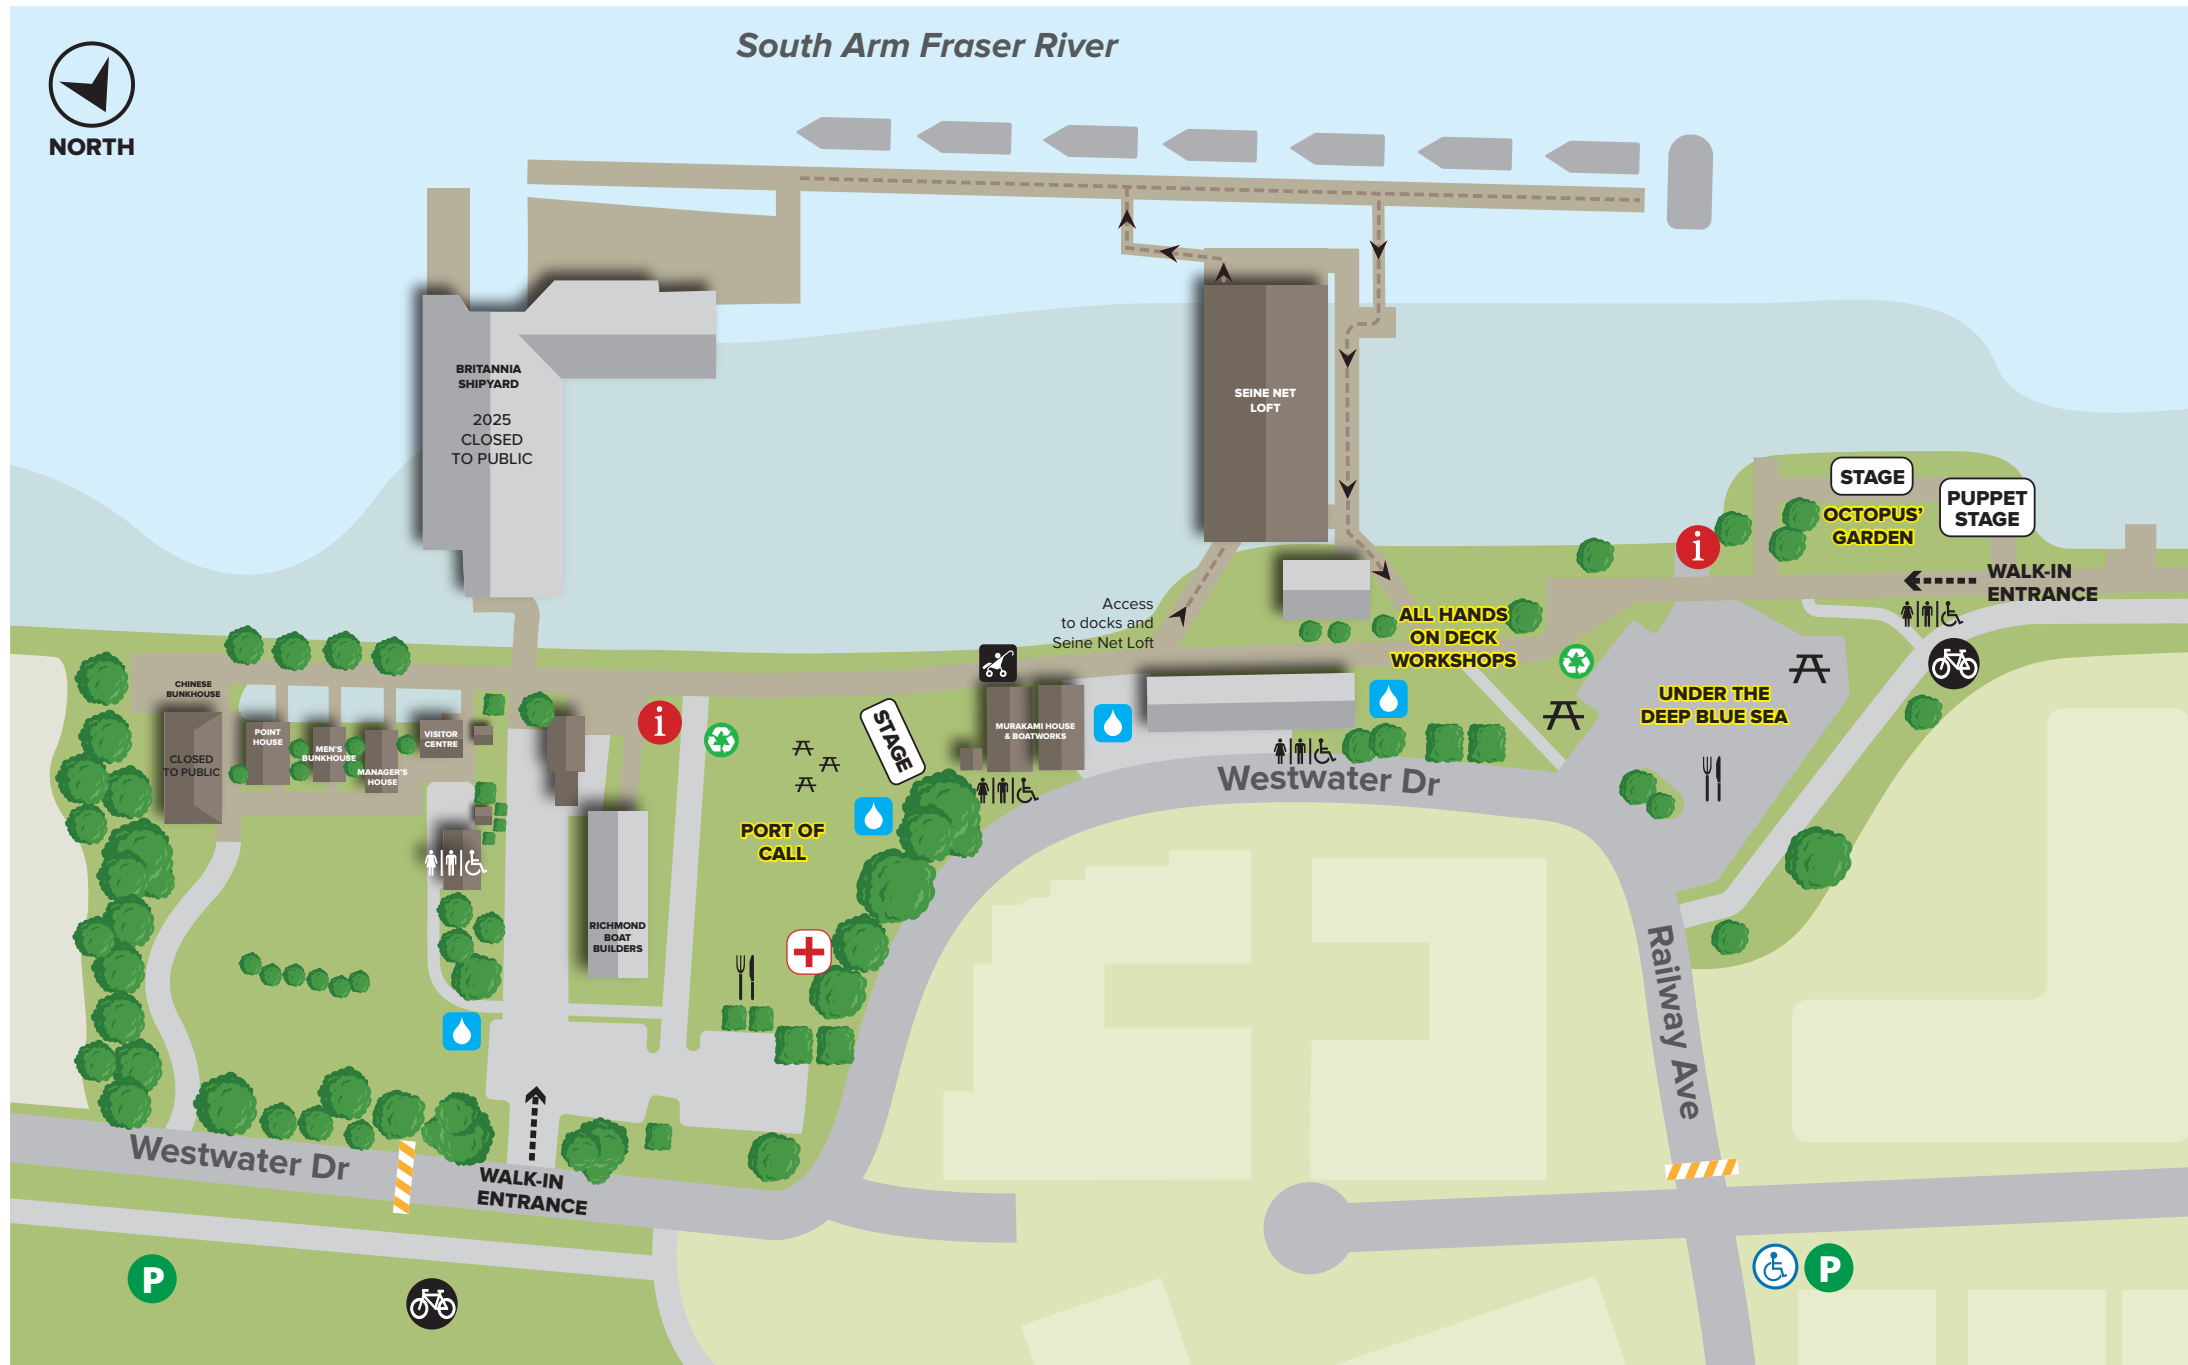 South Arm Fraser River
NORTH
BRITANNIA
SHIPYARD
2025
CLOSED
TO PUBLIC
SEINE NET
LOFT
STAGE
PUPPET
STAGE
OCTOPUS'
GARDEN
i
WALK-IN
ENTRANCE
Access
to docks and
Seine Net Loft
ALL HANDS
ON DECK
WORKSHOPS
UNDER THE
DEEP BLUE SEA
CHINESE
BUNKHOUSE
CLOSED
TO PUBLIC
POINT
HOUSE
MEN'S
BUNKHOUSE
MANAGER'S
HOUSE
VISITOR
CENTRE
i
STAGE
MURAKAMI HOUSE
& BOATWORKS
Westwater Dr
PORT OF
CALL
RICHMOND
BOAT
BUILDERS
Railway Ave
Westwater Dr
WALK-IN
ENTRANCE
P
P